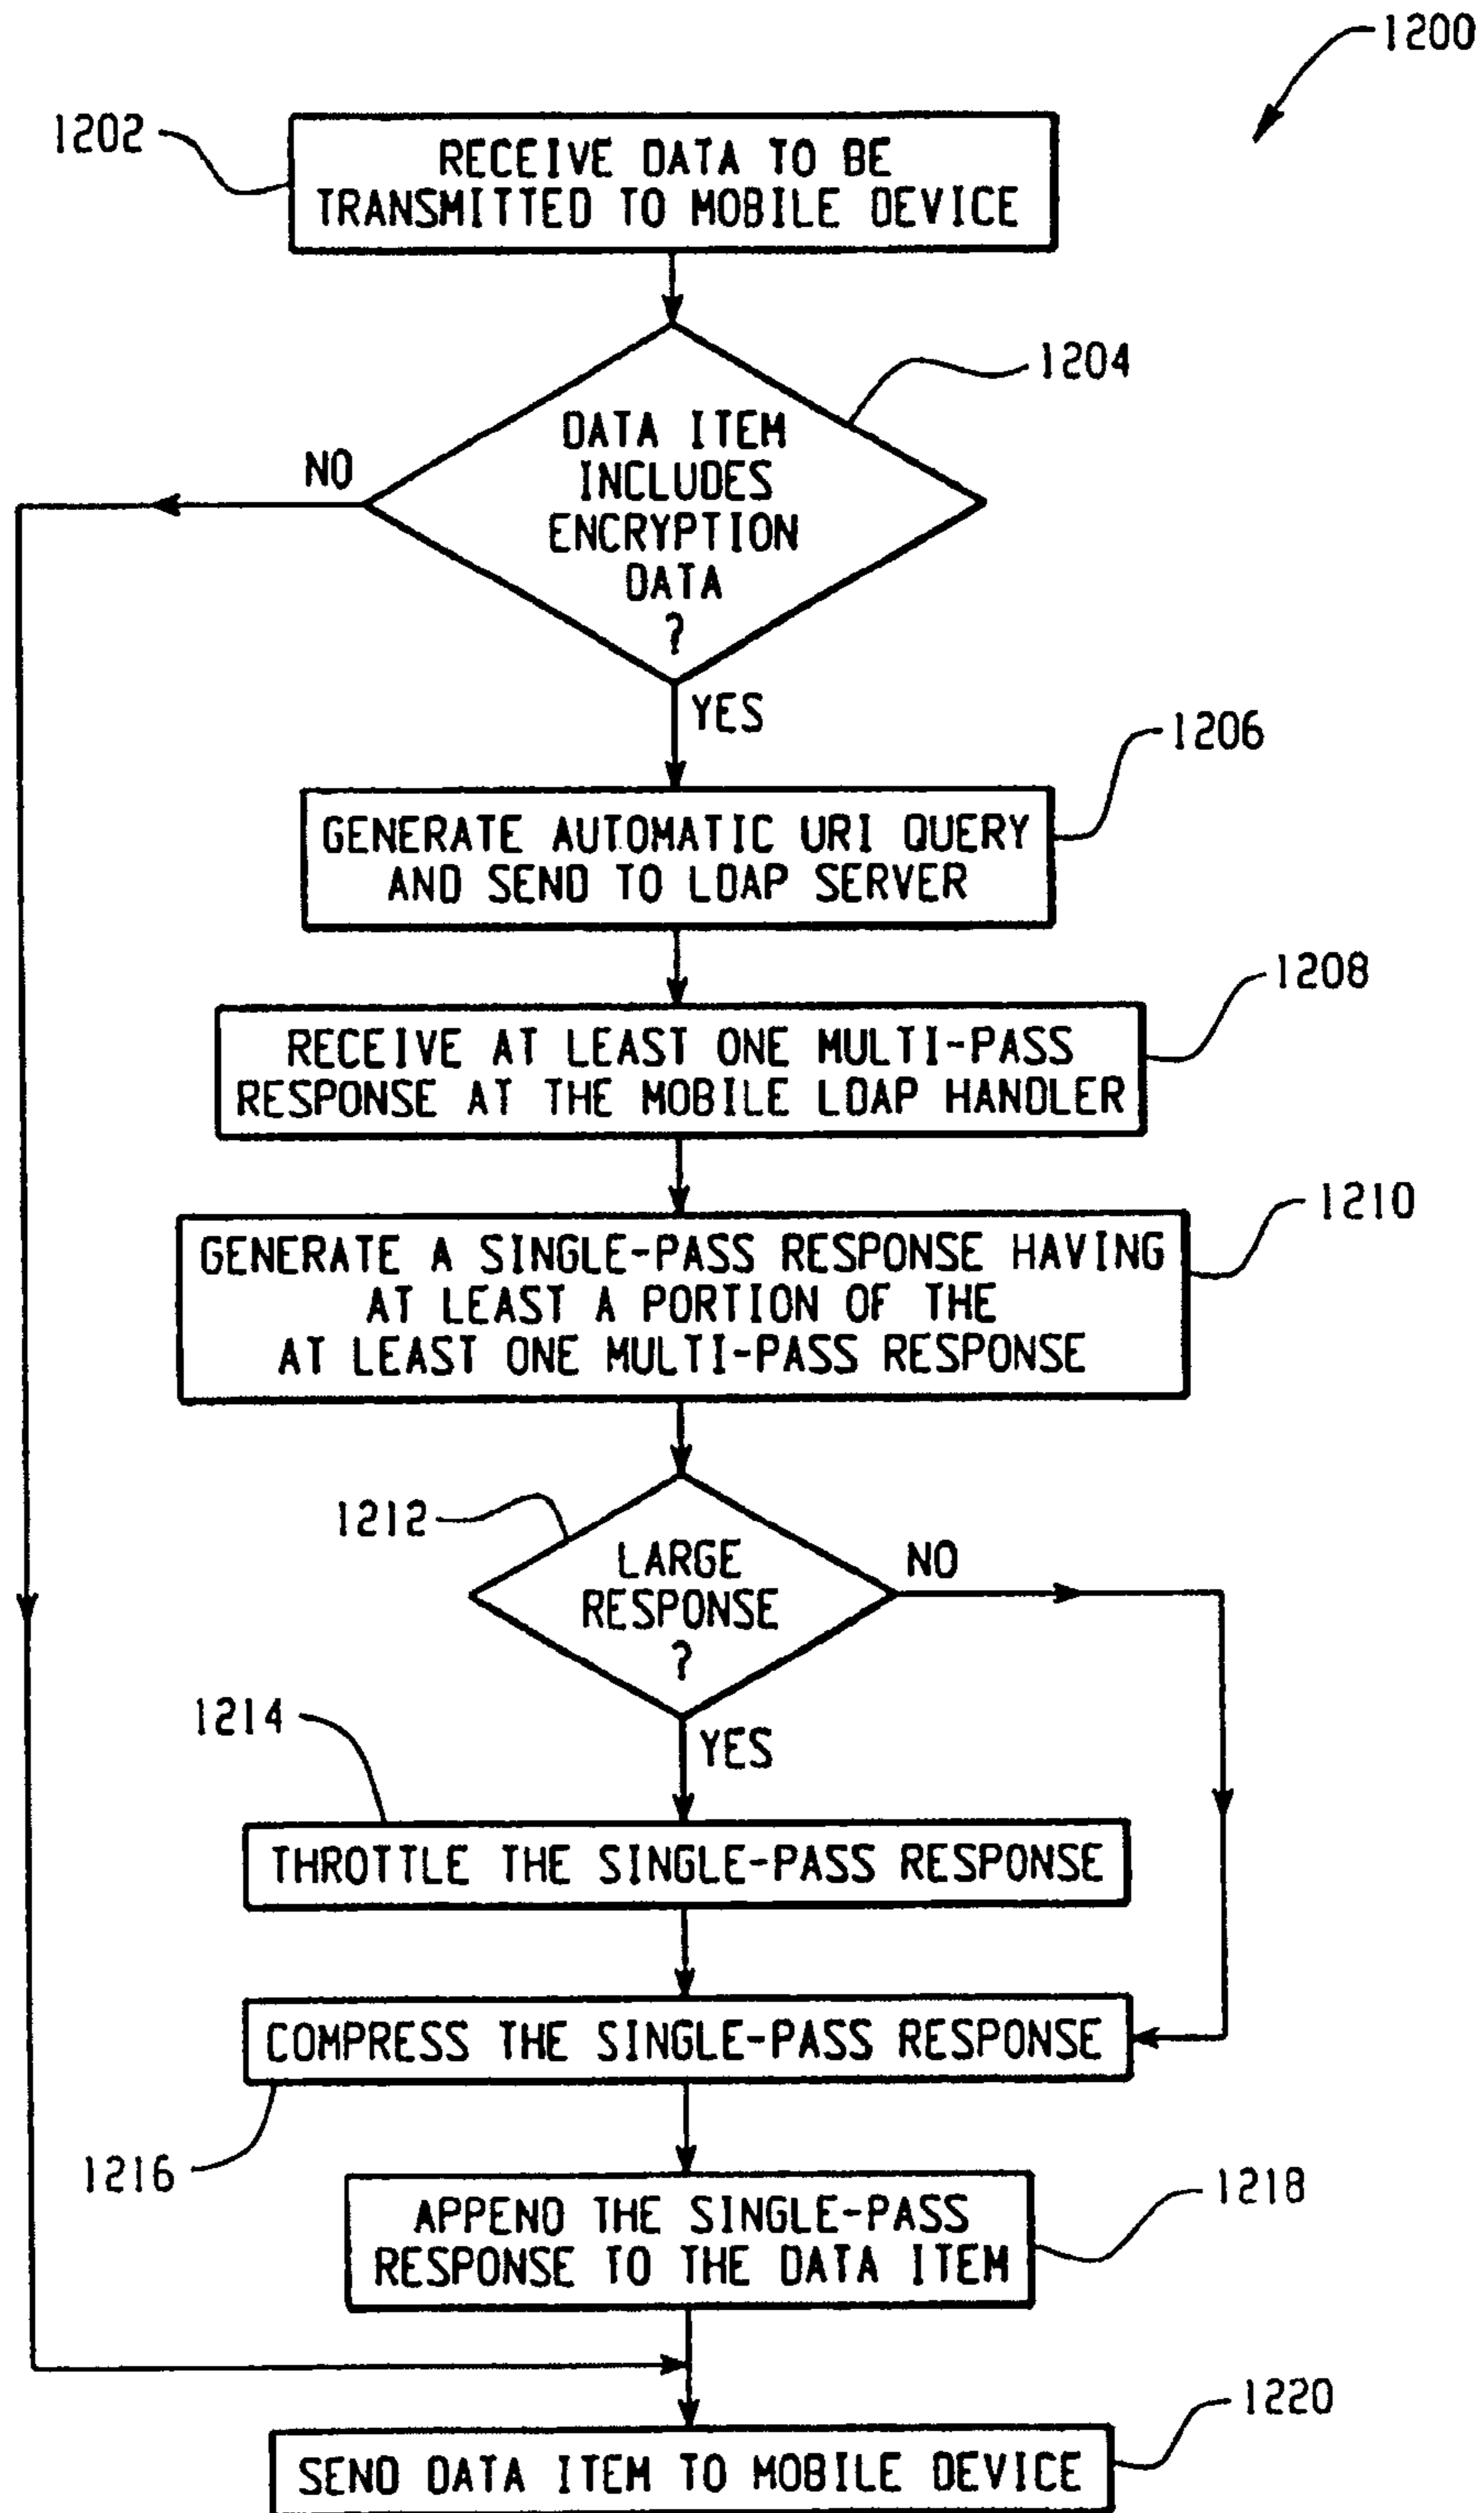 1200
1202
RECEIVE DATA TO BE
TRANSMITTED TO MOBILE DEVICE
1204
DATA ITEM
INCLUDES
ENCRYPTION
DATA
?
NO
YES
1206
GENERATE AUTOMATIC URI QUERY
AND SEND TO LDAP SERVER
1208
RECEIVE AT LEAST ONE MULTI-PASS
RESPONSE AT THE MOBILE LDAP HANDLER
1210
GENERATE A SINGLE-PASS RESPONSE HAVING
AT LEAST A PORTION OF THE
AT LEAST ONE MULTI-PASS RESPONSE
1212
LARGE
RESPONSE
?
NO
YES
1214
THROTTLE THE SINGLE-PASS RESPONSE
COMPRESS THE SINGLE-PASS RESPONSE
1216
APPEND THE SINGLE-PASS
RESPONSE TO THE DATA ITEM
1218
1220
SEND DATA ITEM TO MOBILE DEVICE